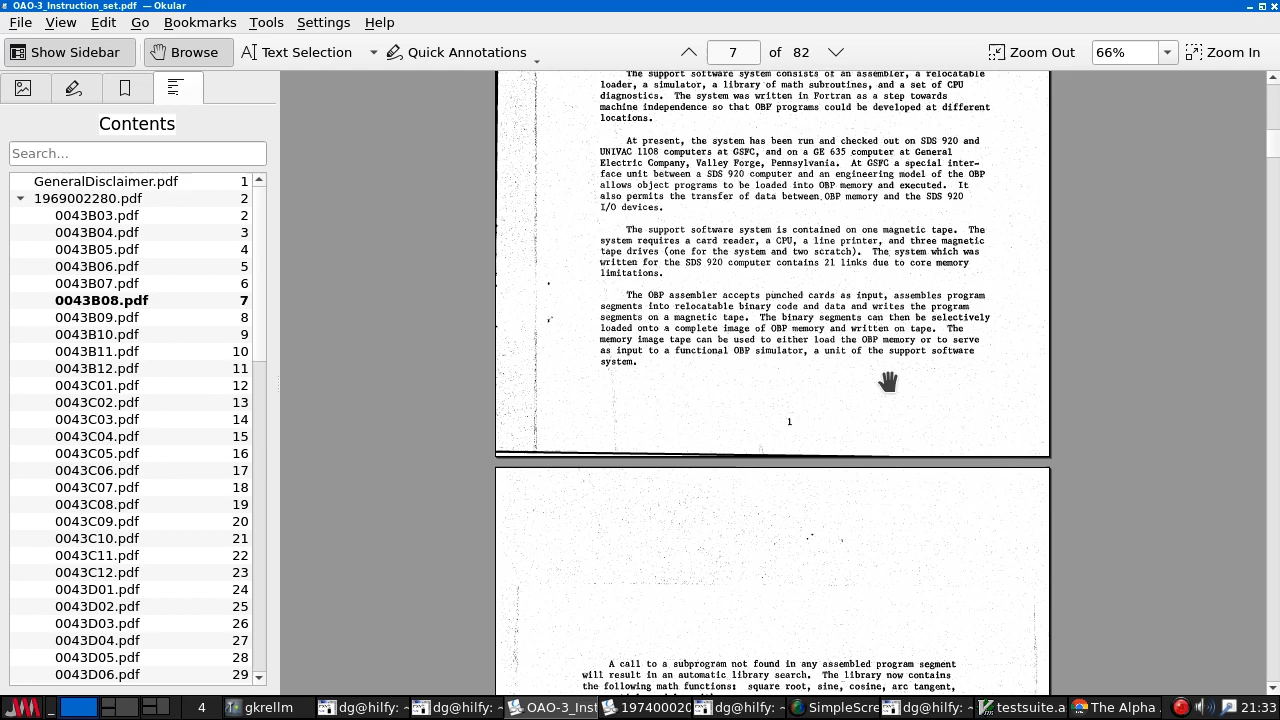 OAO-3_Instruction_set.pdf — Okular
File View Edit Go Bookmarks Tools Settings Help
Show Sidebar Browse Text Selection Quick Annotations 7 of 82 Zoom Out 66% Zoom In
Contents
Search...
GeneralDisclaimer.pdf 1
1969002280.pdf 2
0043B03.pdf 2
0043B04.pdf 3
0043B05.pdf 4
0043B06.pdf 5
0043B07.pdf 6
0043B08.pdf 7
0043B09.pdf 8
0043B10.pdf 9
0043B11.pdf 10
0043B12.pdf 11
0043C01.pdf 12
0043C02.pdf 13
0043C03.pdf 14
0043C04.pdf 15
0043C05.pdf 16
0043C06.pdf 17
0043C07.pdf 18
0043C08.pdf 19
0043C09.pdf 20
0043C10.pdf 21
0043C11.pdf 22
0043C12.pdf 23
0043D01.pdf 24
0043D02.pdf 25
0043D03.pdf 26
0043D04.pdf 27
0043D05.pdf 28
0043D06.pdf 29
The support software system consists of an assembler, a relocatable
loader, a simulator, a library of math subroutines, and a set of CPU
diagnostics. The system was written in Fortran as a step towards
machine independence so that OBP programs could be developed at different
locations.
At present, the system has been run and checked out on SDS 920 and
UNIVAC 1108 computers at GSFC, and on a GE 635 computer at General
Electric Company, Valley Forge, Pennsylvania. At GSFC a special inter-
face unit between a SDS 920 computer and an engineering model of the OBP
allows object programs to be loaded into OBP memory and executed. It
also permits the transfer of data between OBP memory and the SDS 920
I/O devices.
The support software system is contained on one magnetic tape. The
system requires a card reader, a CPU, a line printer, and three magnetic
tape drives (one for the system and two scratch). The system which was
written for the SDS 920 computer contains 21 links due to core memory
limitations.
The OBP assembler accepts punched cards as input, assembles program
segments into relocatable binary code and data and writes the program
segments on a magnetic tape. The binary segments can then be selectively
loaded onto a complete image of OBP memory and written on tape. The
memory image tape can be used to either load the OBP memory or to serve
as input to a functional OBP simulator, a unit of the support software
system.
1
A call to a subprogram not found in any assembled program segment
will result in an automatic library search. The library now contains
the following math functions: square root, sine, cosine, arc tangent,
4 gkrellm dg@hilfy: ~ dg@hilfy: ~ OAO-3_Inst 197400020 dg@hilfy: ~ SimpleScre dg@hilfy: ~ testsuite.a The Alpha 21:33